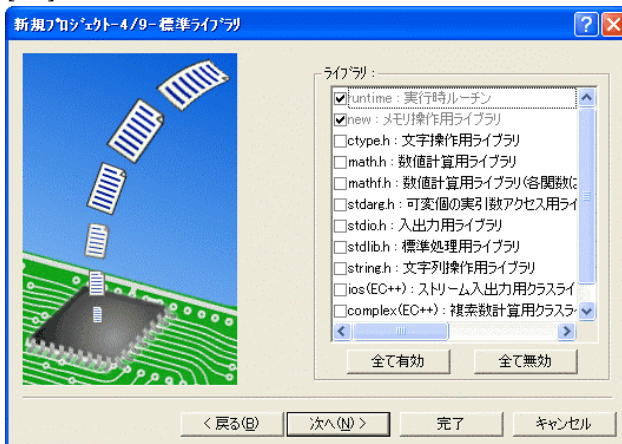 新規プロジェクト-4/9-標準ライブラリ
ライブラリ :
runtime : 実行時ルーチン
new : メモリ操作用ライブラリ
ctype.h : 文字操作用ライブラリ
math.h : 数値計算用ライブラリ
mathf.h : 数値計算用ライブラリ(各関数に
stdarg.h : 可変個の実引数アクセス用ライ
stdio.h : 入出力用ライブラリ
stdlib.h : 標準処理用ライブラリ
string.h : 文字列操作用ライブラリ
ios(EC++) : ストリーム入出力用クラスライ
complex(EC++) : 複素数計算用クラスラ
全て有効 全て無効
< 戻る(B) 次へ(N) > 完了 キャンセル